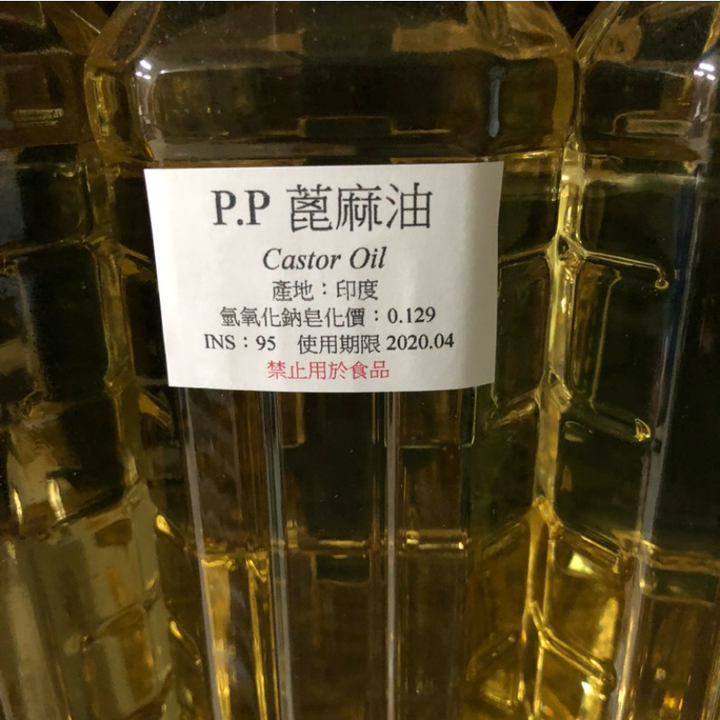 P.P 蓖麻油
Castor Oil
產地：印度
氫氧化鈉皂化價：0.129
INS：95 使用期限 2020.04
禁止用於食品